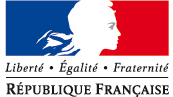 Liberté • Égalité • Fraternité
RÉPUBLIQUE FRANÇAISE